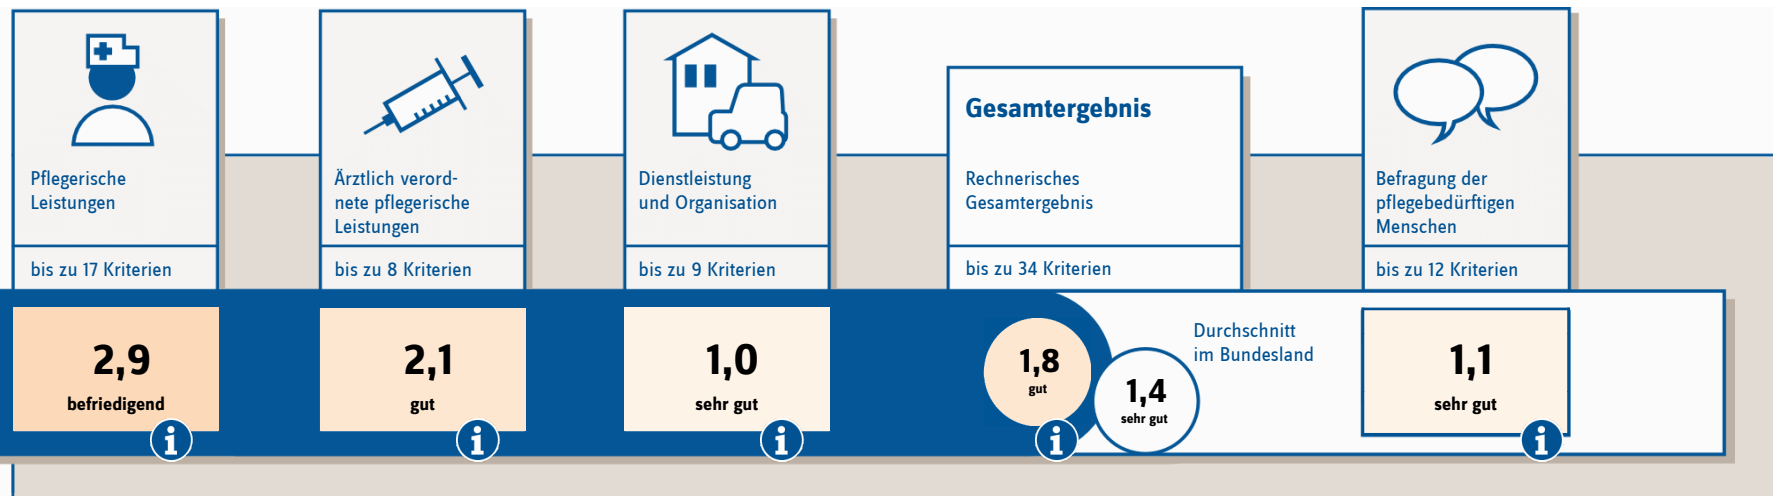 Pflegerische
Leistungen
bis zu 17 Kriterien
2,9
befriedigend
i
Ärztlich verord-
nete pflegerische
Leistungen
bis zu 8 Kriterien
2,1
gut
i
Dienstleistung
und Organisation
bis zu 9 Kriterien
1,0
sehr gut
i
Gesamtergebnis
Rechnerisches
Gesamtergebnis
bis zu 34 Kriterien
1,8
gut
i
1,4
sehr gut
Durchschnitt
im Bundesland
Befragung der
pflegebedürftigen
Menschen
bis zu 12 Kriterien
1,1
sehr gut
i